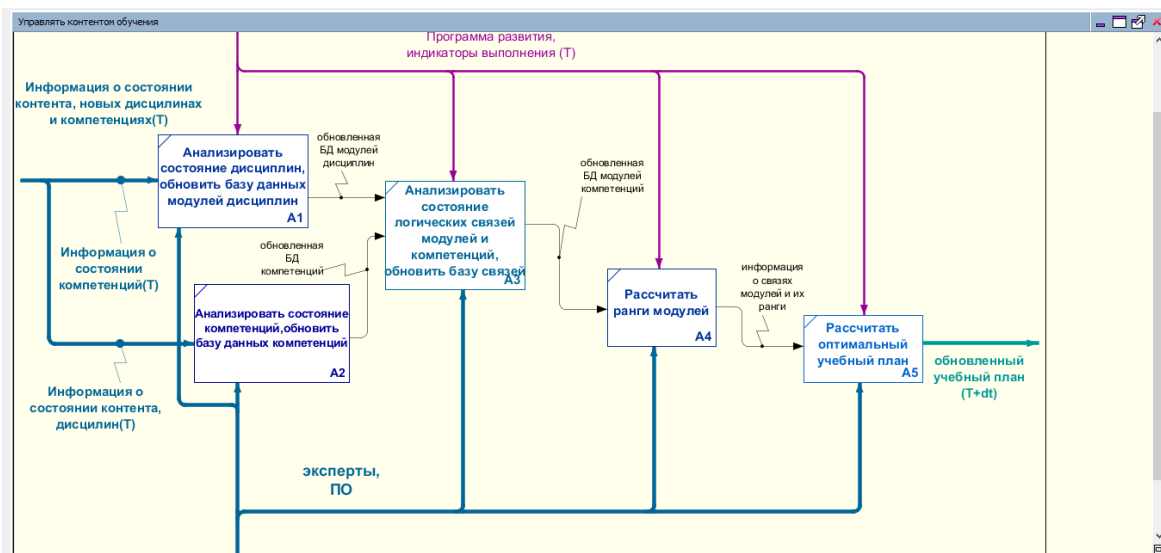 Управлять контентом обучения
Программа развития,
индикаторы выполнения (T)
Информация о состоянии
контента, новых дисцилинах
и компетенциях(T)
Анализировать
состояние дисциплин,
обновить базу данных
модулей дисциплин
A1
обновленная
БД модулей
дисциплин
Информация о
состоянии
компетенций(T)
обновленная
БД
компетенций
Анализировать
состояние
логических связей
модулей и
компетенций,
обновить базу связей
A3
обновленная
БД модулей
компетенций
Анализировать состояние
компетенций,обновить
базу данных компетенций
A2
Рассчитать
ранги модулей
A4
информация
о связях
модулей и их
ранги
Рассчитать
оптимальный
учебный план
A5
обновленный
учебный план
(T+dt)
Информация о
состоянии контента,
дисцилин(T)
эксперты,
ПО